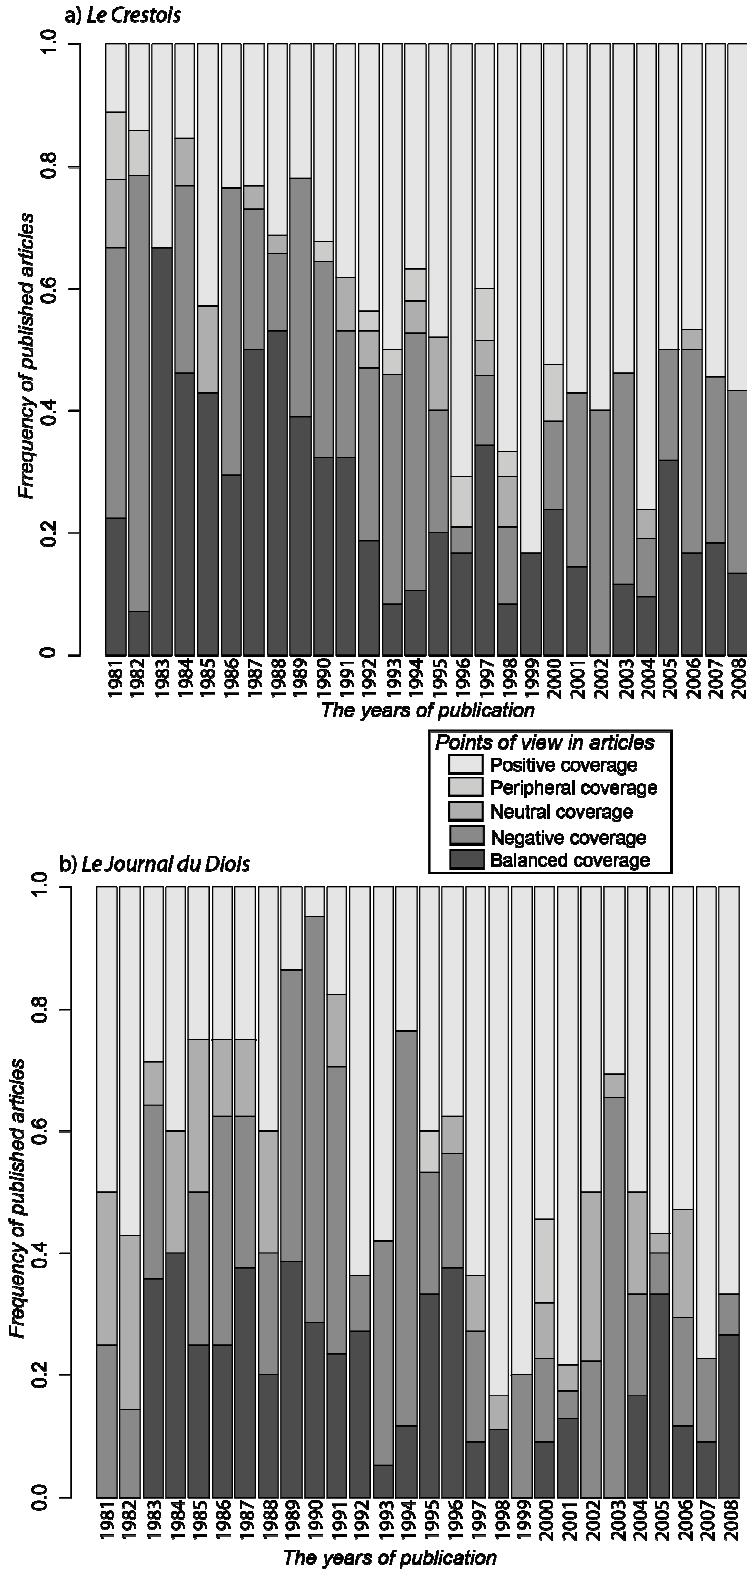 a) Le Crestois
1.0
0.8
0.6
0.4
0.2
0
Frrequency of published articles
1981 1982 1983 1984 1985 1986 1987 1988 1989 1990 1991 1992 1993 1994 1995 1996 1997 1998 1999 2000 2001 2002 2003 2004 2005 2006 2007 2008
The years of publication
Points of view in articles
Positive coverage
Peripheral coverage
Neutral coverage
Negative coverage
Balanced coverage
b) Le Journal du Diois
1.0
0.8
0.6
0.4
0.2
0.0
Frequency of published articles
1981 1982 1983 1984 1985 1986 1987 1988 1989 1990 1991 1992 1993 1994 1995 1996 1997 1998 1999 2000 2001 2002 2003 2004 2005 2006 2007 2008
The years of publication